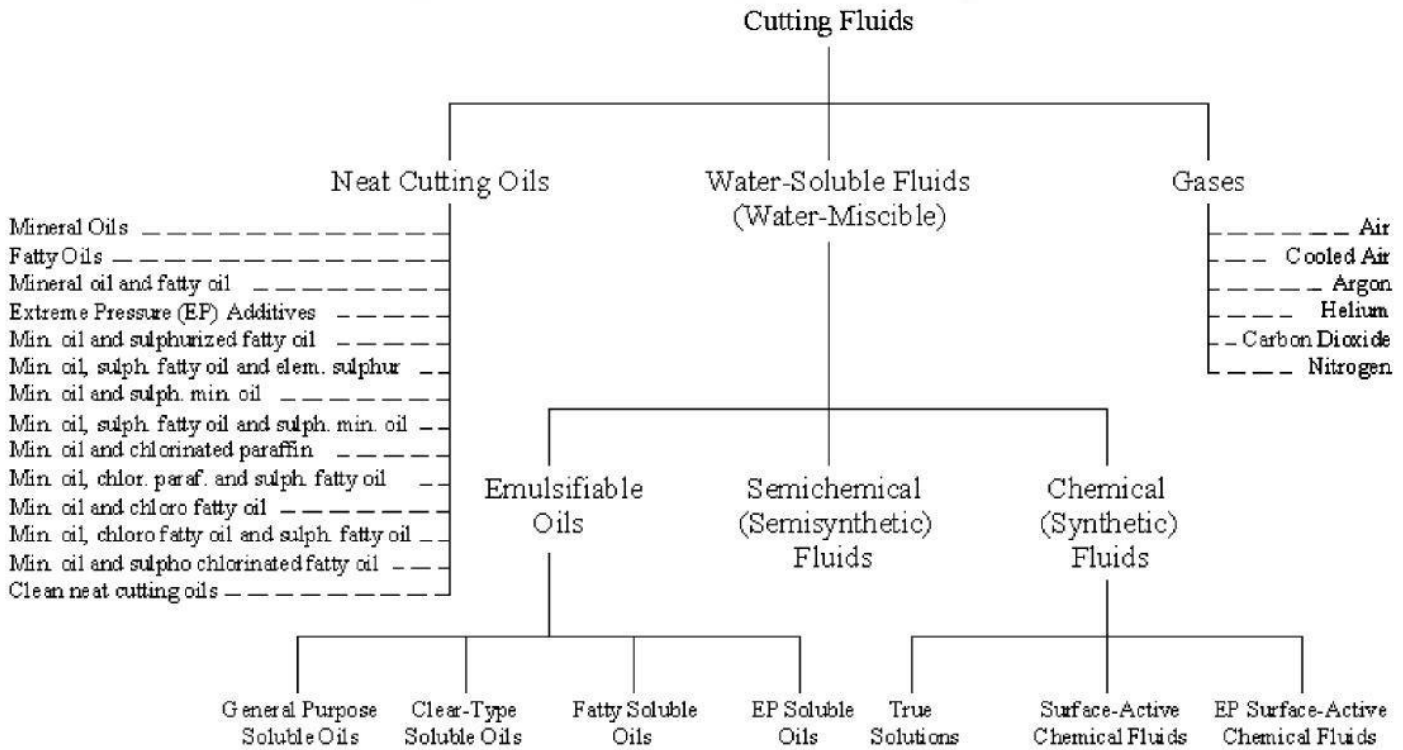 Cutting Fluids
Neat Cutting Oils
Water-Soluble Fluids
(Water-Miscible)
Gases
Mineral Oils
Fatty Oils
Mineral oil and fatty oil
Extreme Pressure (EP) Additives
Min. oil and sulphurized fatty oil
Min. oil, sulph. fatty oil and elem. sulphur
Min. oil and sulph. min. oil
Min. oil, sulph. fatty oil and sulph. min. oil
Min. oil and chlorinated paraffin
Min. oil, chlor. paraf. and sulph. fatty oil
Min. oil and chloro fatty oil
Min. oil, chloro fatty oil and sulph. fatty oil
Min. oil and sulpho chlorinated fatty oil
Clean neat cutting oils
Air
Cooled Air
Argon
Helium
Carbon Dioxide
Nitrogen
Emulsifiable
Oils
Semichemical
(Semisynthetic)
Fluids
Chemical
(Synthetic)
Fluids
General Purpose
Soluble Oils
Clear-Type
Soluble Oils
Fatty Soluble
Oils
EP Soluble
Oils
True
Solutions
Surface-Active
Chemical Fluids
EP Surface-Active
Chemical Fluids